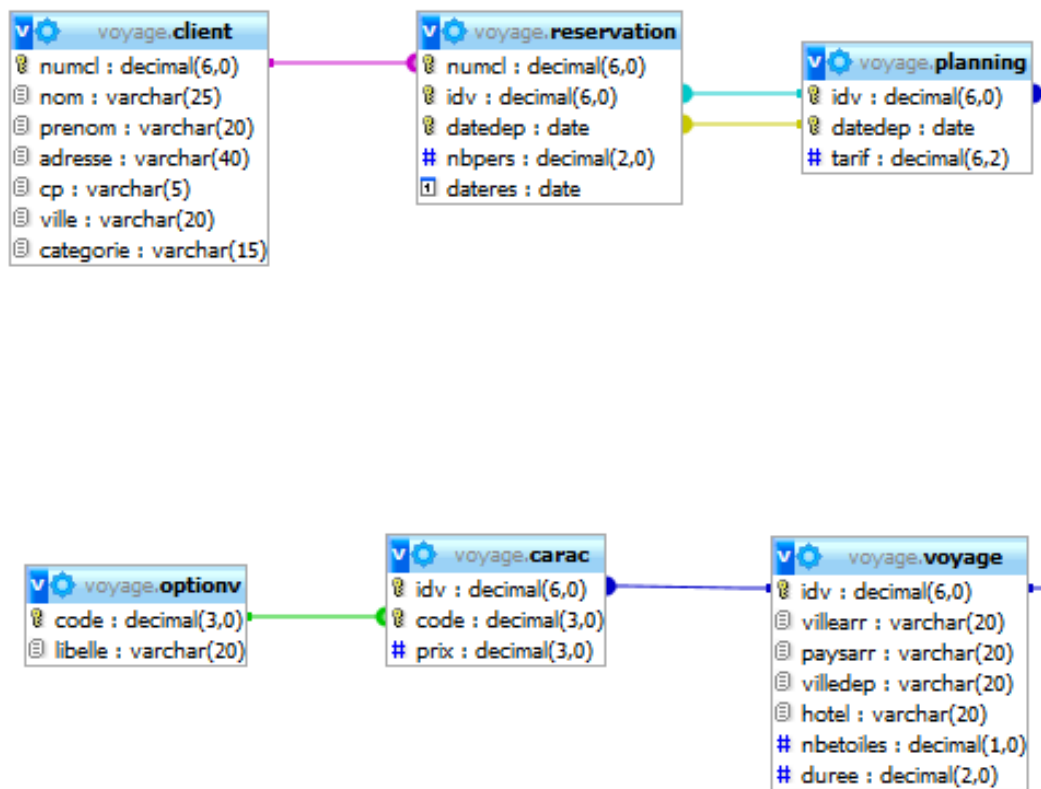 voyage.client
numcl : decimal(6,0)
nom : varchar(25)
prenom : varchar(20)
adresse : varchar(40)
cp : varchar(5)
ville : varchar(20)
categorie : varchar(15)
voyage.reservation
numcl : decimal(6,0)
idv : decimal(6,0)
datedep : date
# nbpers : decimal(2,0)
dateres : date
voyage.planning
idv : decimal(6,0)
datedep : date
# tarif : decimal(6,2)
voyage.optionv
code : decimal(3,0)
libelle : varchar(20)
voyage.carac
idv : decimal(6,0)
code : decimal(3,0)
# prix : decimal(3,0)
voyage.voyage
idv : decimal(6,0)
villearr : varchar(20)
paysarr : varchar(20)
villedep : varchar(20)
hotel : varchar(20)
# nbetoiles : decimal(1,0)
# duree : decimal(2,0)